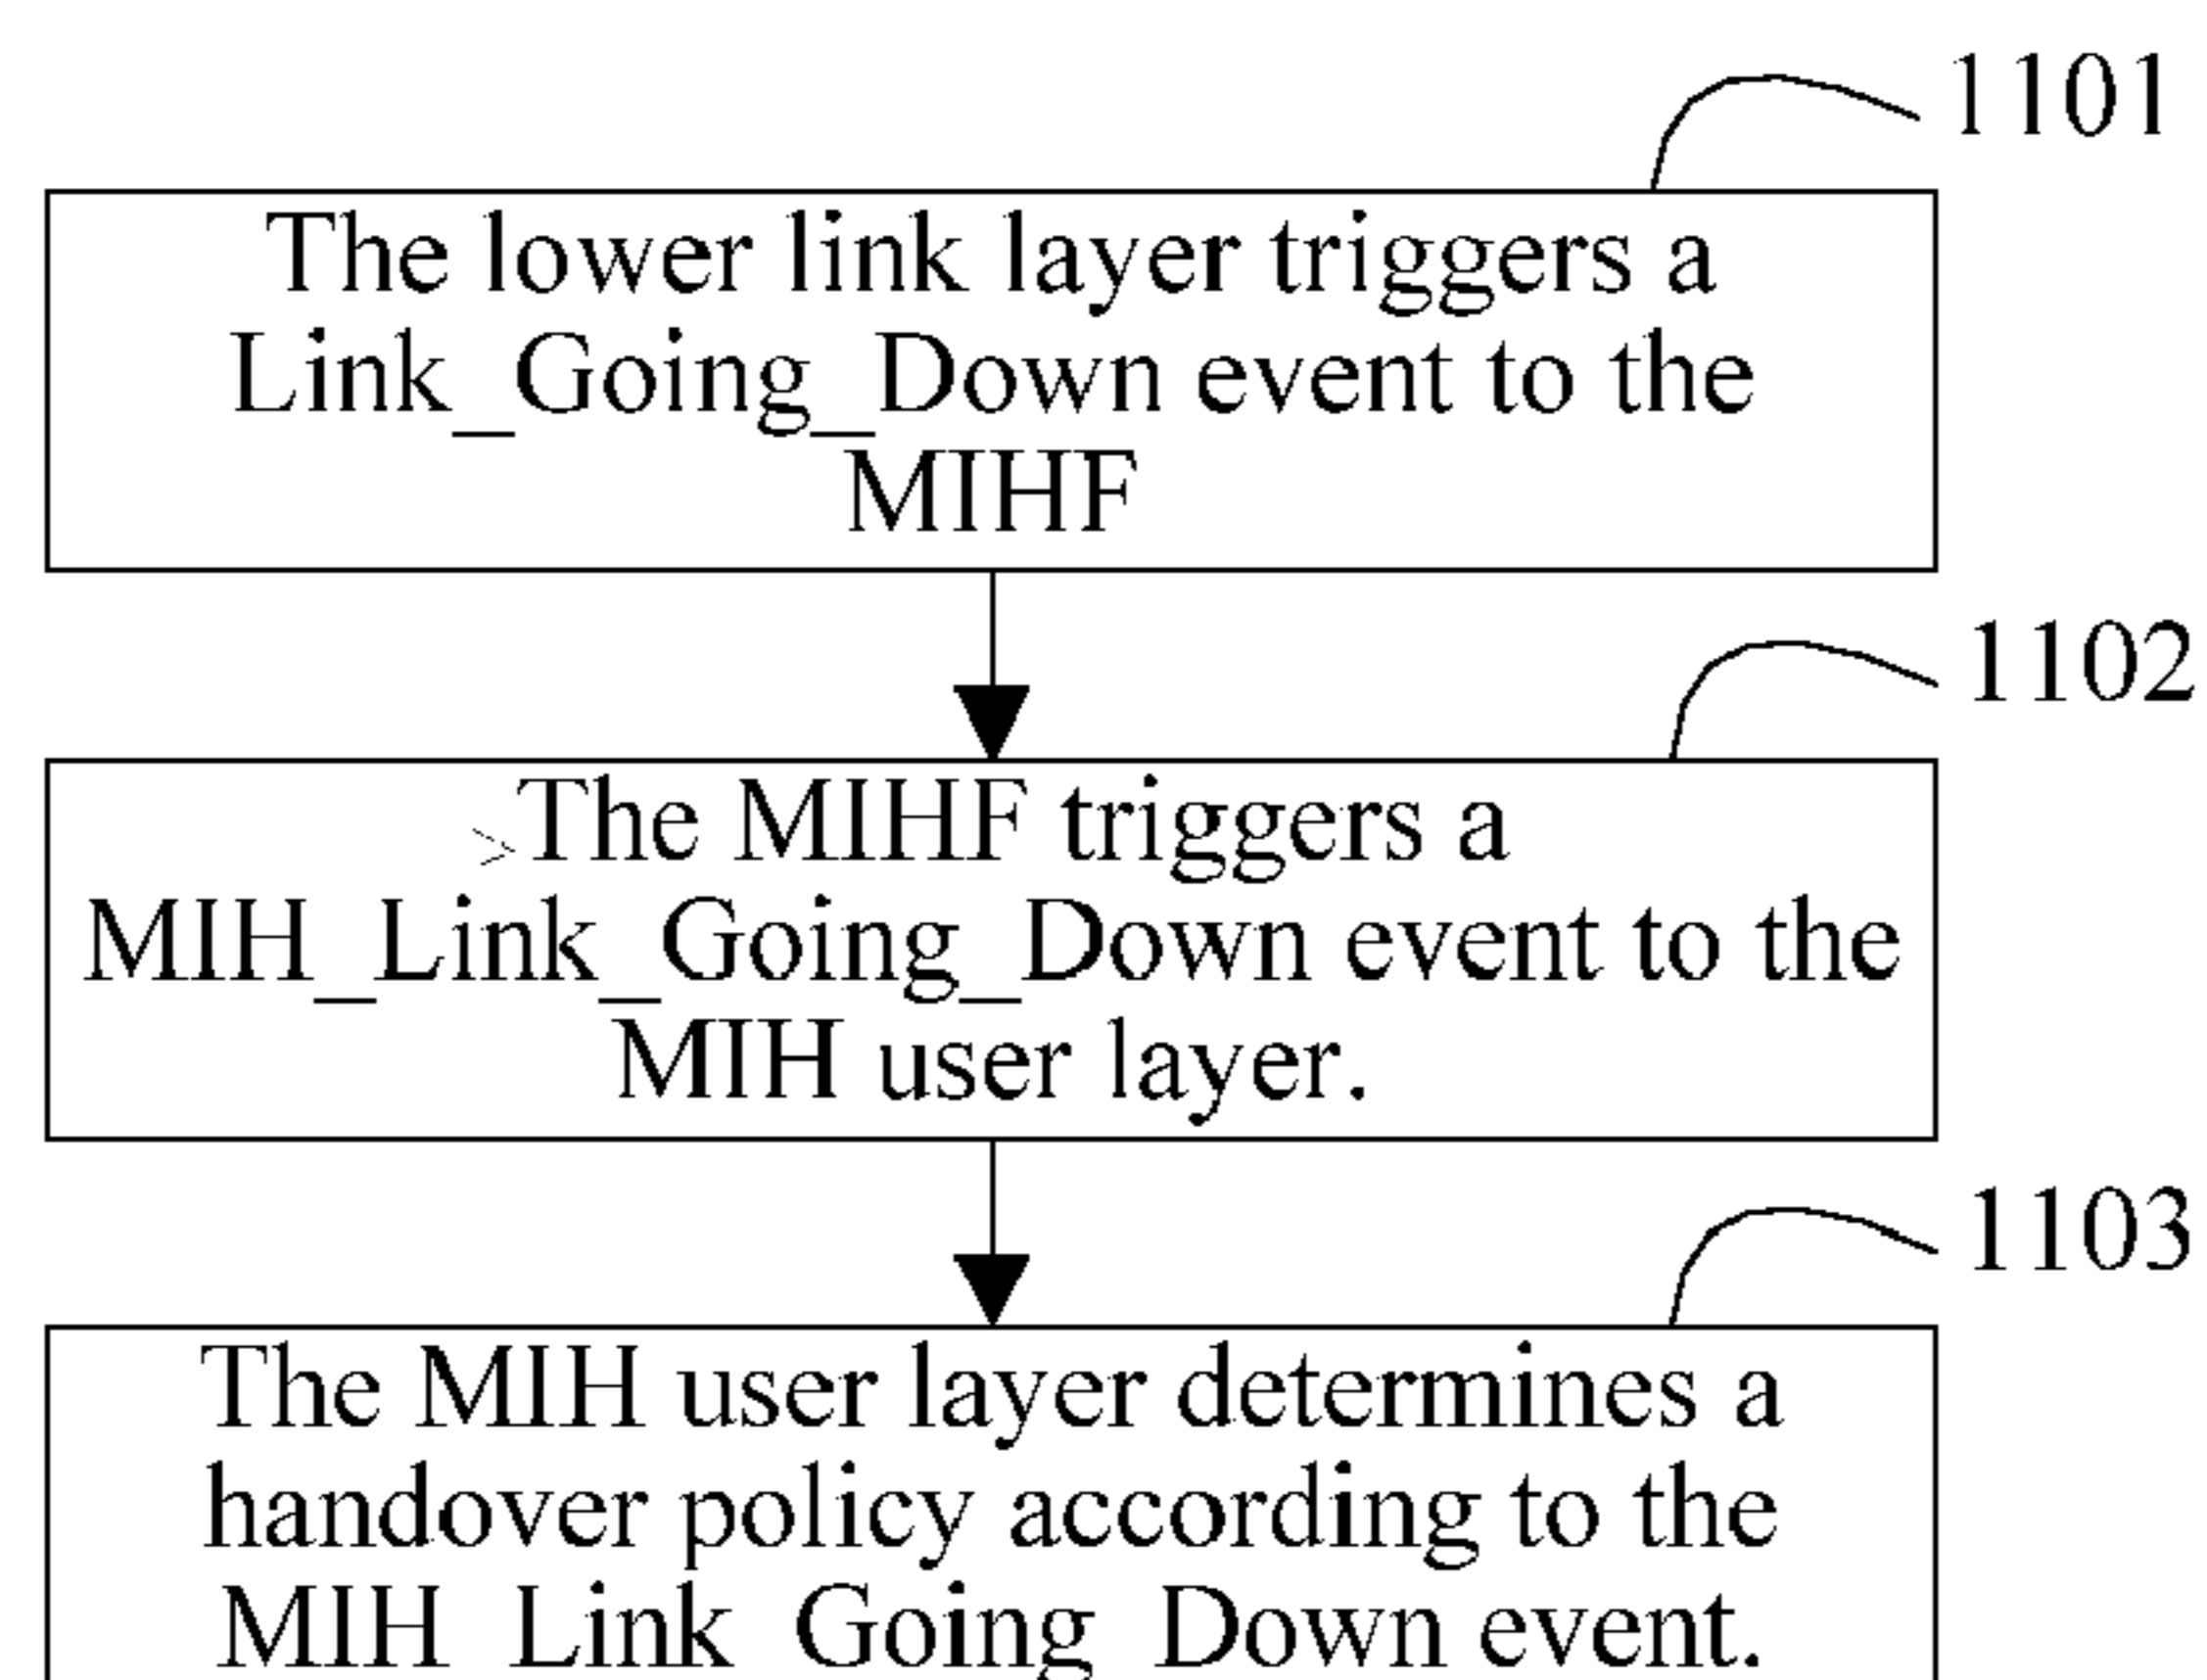 1101
The lower link layer triggers a
Link_Going_Down event to the
MIHF
1102
The MIHF triggers a
MIH_Link_Going_Down event to the
MIH user layer.
1103
The MIH user layer determines a
handover policy according to the
MIH_Link_Going_Down event.